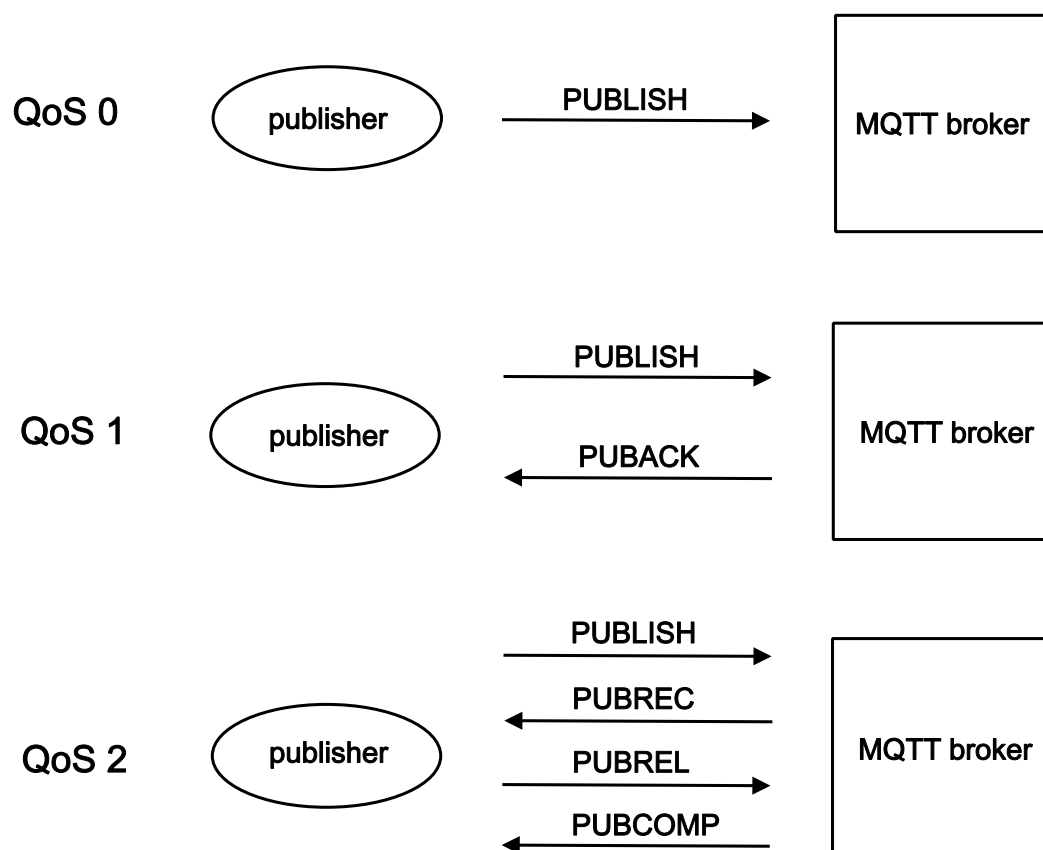 QoS 0
publisher
PUBLISH
MQTT broker
QoS 1
publisher
PUBLISH
PUBACK
MQTT broker
QoS 2
publisher
PUBLISH
PUBREC
PUBREL
PUBCOMP
MQTT broker